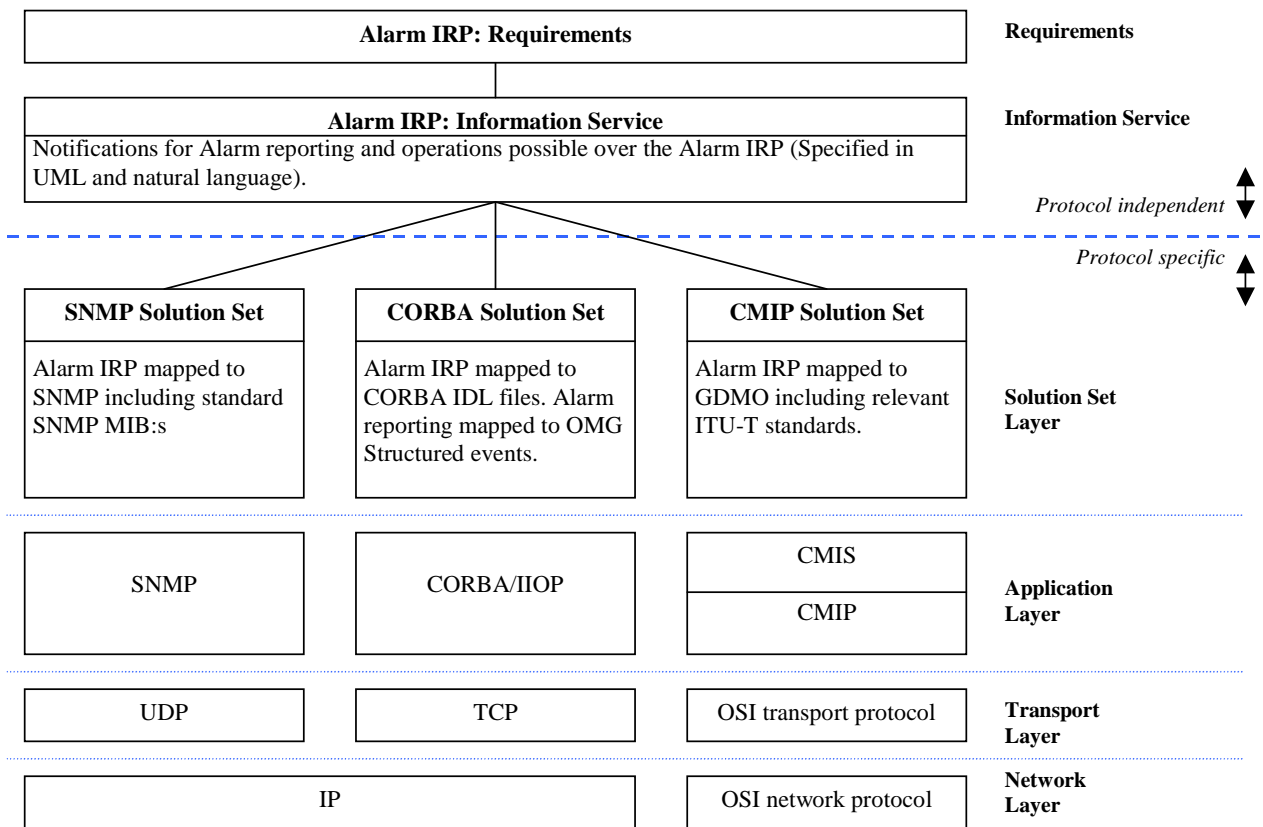 Alarm IRP: Requirements
Requirements
Alarm IRP: Information Service
Information Service
Notifications for Alarm reporting and operations possible over the Alarm IRP (Specified in
UML and natural language).
Protocol independent
Protocol specific
SNMP Solution Set
Alarm IRP mapped to
SNMP including standard
SNMP MIB:s
CORBA Solution Set
Alarm IRP mapped to
CORBA IDL files. Alarm
reporting mapped to OMG
Structured events.
CMIP Solution Set
Alarm IRP mapped to
GDMO including relevant
ITU-T standards.
Solution Set
Layer
SNMP
CORBA/IIOP
CMIS
CMIP
Application
Layer
UDP
TCP
OSI transport protocol
Transport
Layer
IP
OSI network protocol
Network
Layer